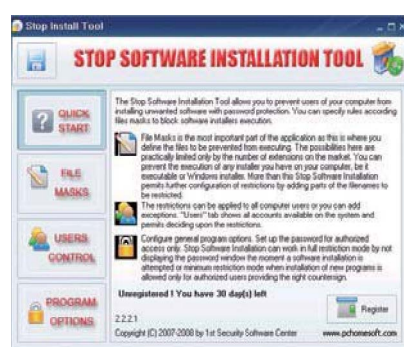 Stop Install Tool
STOP SOFTWARE INSTALLATION TOOL
QUICK
START
FILE
MASKS
USERS
CONTROL
PROGRAM
OPTIONS
The Stop Software Installation Tool allows you to prevent users of your computer from
installing unwanted software with password protection. You can specify rules according
files masks to block software installers execution.
File Masks is the most important part of the application as this is where you
define the files to be prevented from executing. The possibilities here are
practically limited only by the number of extensions on the market. You can
prevent the execution of any installer you have on your computer, be it
executable or Windows installer. More than this Stop Software Installation
permits further configuration of restrictions by adding parts of the filenames to
be restricted.
The restrictions can be applied to all computer users or you can add
exceptions. "Users" tab shows all accounts available on the system and
permits deciding upon the restrictions.
Configure general program options. Set up the password for authorized
access only. Stop Software Installation can work in full restriction mode by not
displaying the password window the moment a software installation is
attempted or minimum restriction mode when installation of new programs is
allowed only for authorized users providing the right countersign.
Unregistered ! You have 30 day(s) left
2.2.2.1
Register
Copyright (C) 2007-2008 by 1st Security Software Center
www.pchomesoft.com